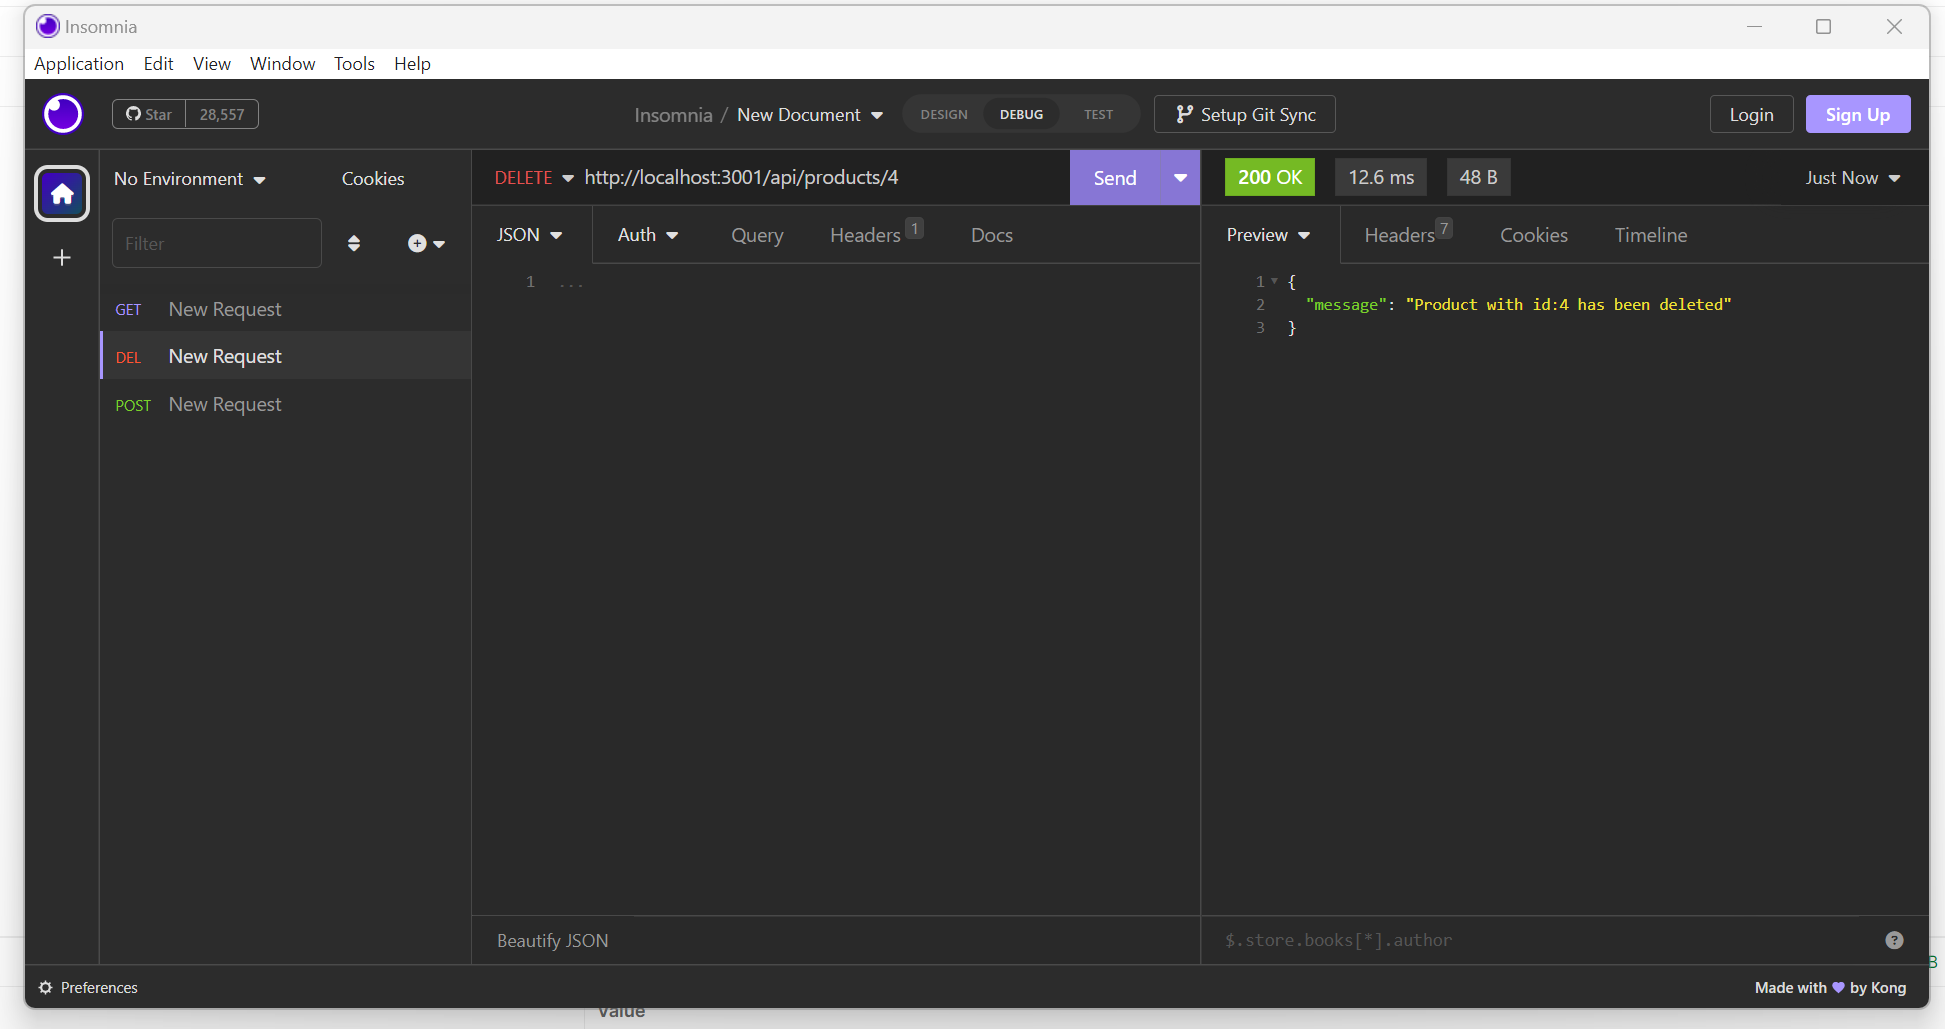 Insomnia
Application Edit View Window Tools Help
Star 28,557 Insomnia / New Document DESIGN DEBUG TEST Setup Git Sync Login Sign Up
No Environment Cookies DELETE http://localhost:3001/api/products/4 Send 200 OK 12.6 ms 48 B Just Now
Filter JSON Auth Query Headers 1 Docs Preview Headers 7 Cookies Timeline
1 ...
1 {
2 "message": "Product with id:4 has been deleted"
3 }
GET New Request
DEL New Request
POST New Request
Beautify JSON $.store.books[*].author ?
B
Preferences Made with 💜 by Kong
Value